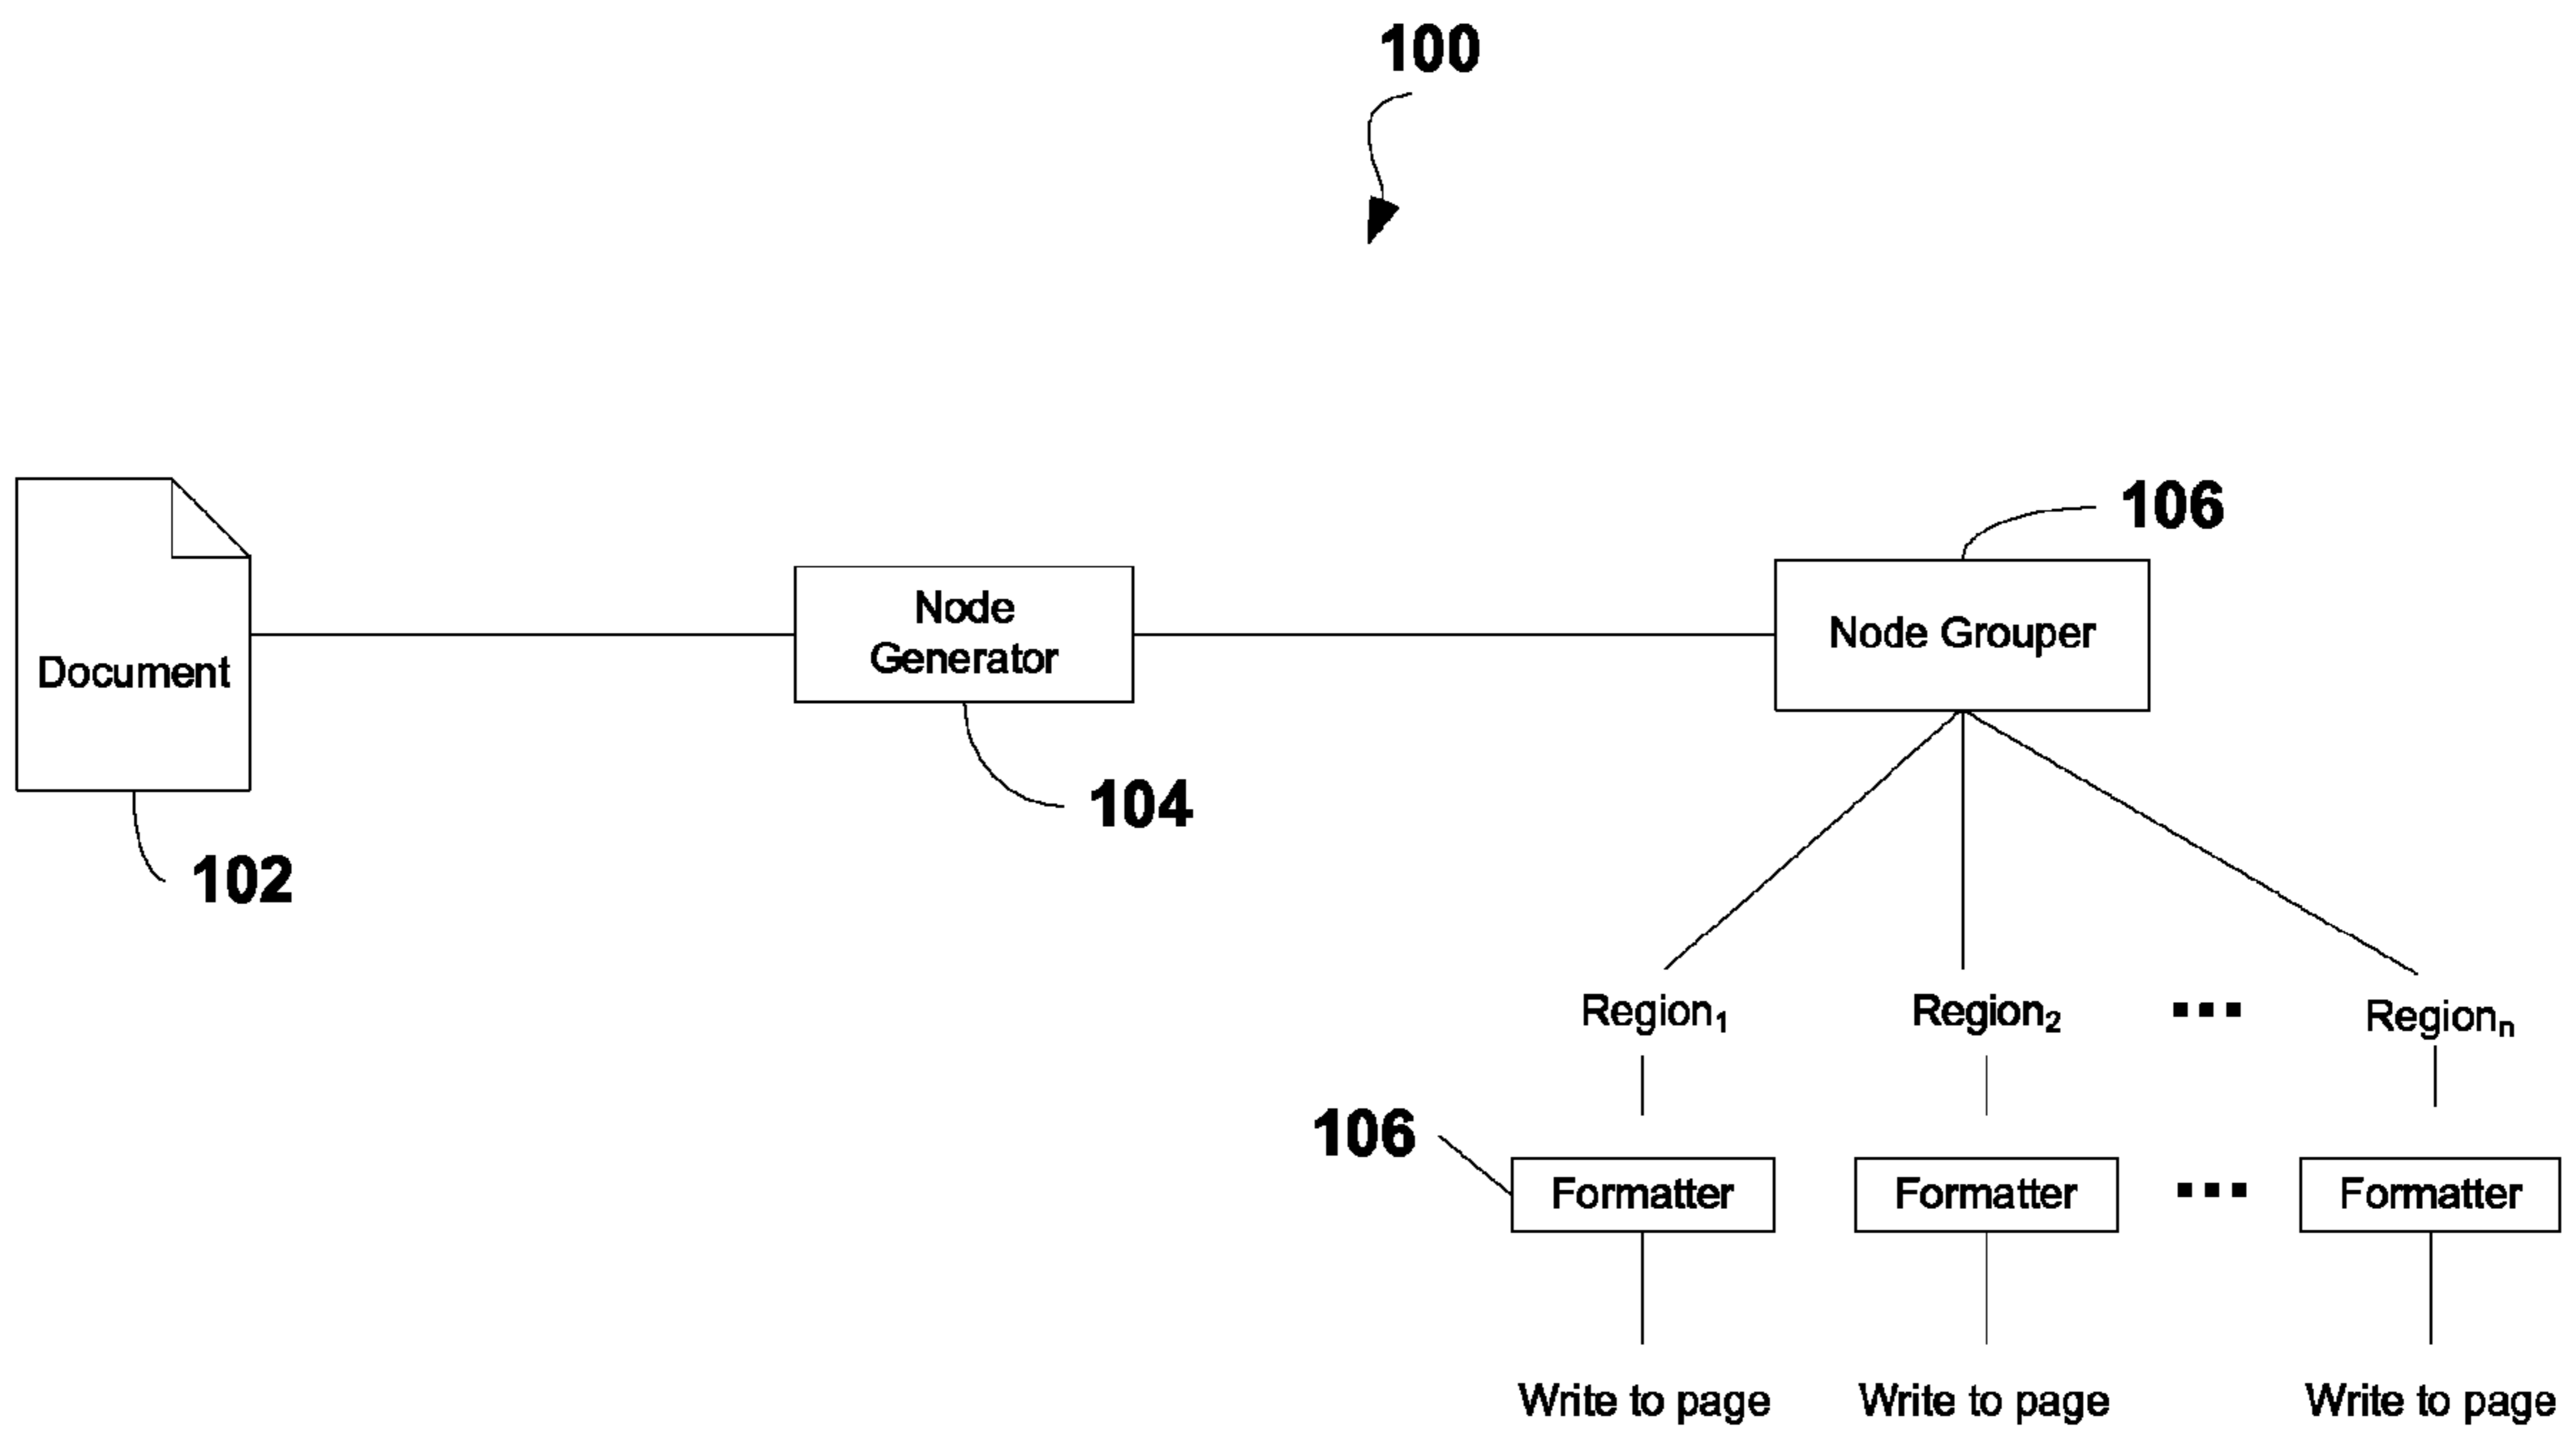 100
106
Node
Generator
Node Grouper
Document
104
102
Region1
Region2
...
Regionn
106
Formatter
Formatter
...
Formatter
Write to page
Write to page
Write to page